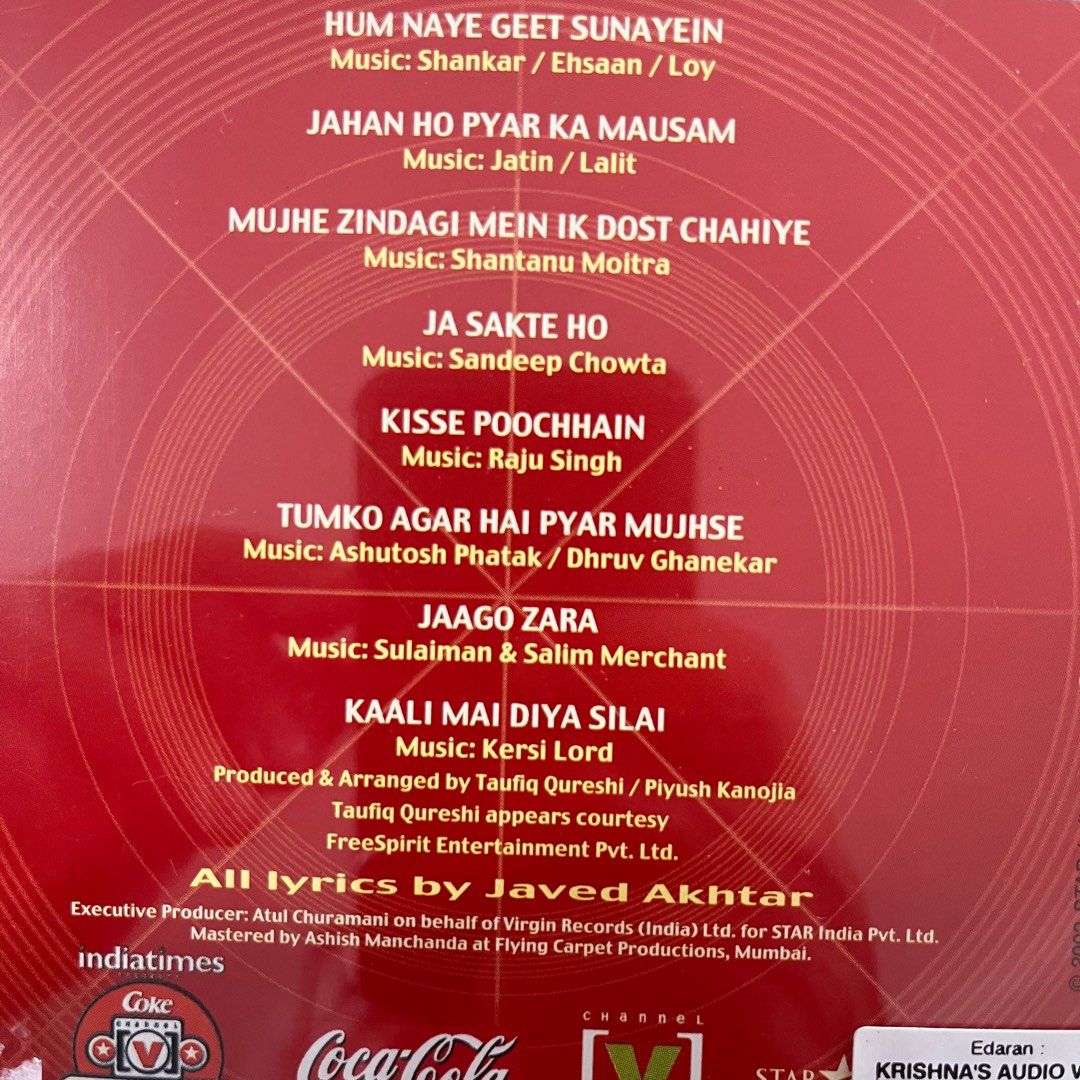 HUM NAYE GEET SUNAYEIN
Music: Shankar / Ehsaan / Loy
JAHAN HO PYAR KA MAUSAM
Music: Jatin / Lalit
MUJHE ZINDAGI MEIN IK DOST CHAHIYE
Music: Shantanu Moitra
JA SAKTE HO
Music: Sandeep Chowta
KISSE POOCHHAIN
Music: Raju Singh
TUMKO AGAR HAI PYAR MUJHSE
Music: Ashutosh Phatak / Dhruv Ghanekar
JAAGO ZARA
Music: Sulaiman & Salim Merchant
KAALI MAI DIYA SILAI
Music: Kersi Lord
Produced & Arranged by Taufiq Qureshi / Piyush Kanojia
Taufiq Qureshi appears courtesy
FreeSpirit Entertainment Pvt. Ltd.
All lyrics by Javed Akhtar
Executive Producer: Atul Churamani on behalf of Virgin Records (India) Ltd. for STAR India Pvt. Ltd.
Mastered by Ashish Manchanda at Flying Carpet Productions, Mumbai.
indiatimes
Coke
CHANNEL
V
Coca-Cola
CHANNEL
[V]
STAR
Edaran :
KRISHNA'S AUDIO